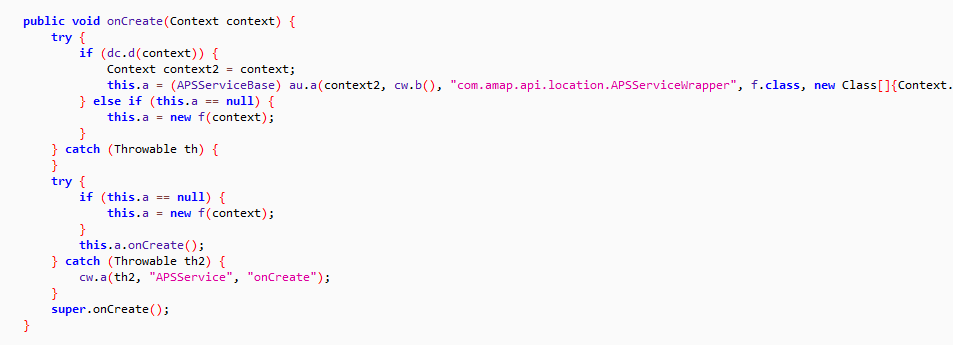 public void onCreate(Context context) {
try {
if (dc.d(context)) {
Context context2 = context;
this.a = (APSServiceBase) au.a(context2, cw.b(), "com.amap.api.location.APSServiceWrapper", f.class, new Class[]{Context.
} else if (this.a == null) {
this.a = new f(context);
}
} catch (Throwable th) {
}
try {
if (this.a == null) {
this.a = new f(context);
}
this.a.onCreate();
} catch (Throwable th2) {
cw.a(th2, "APSService", "onCreate");
}
super.onCreate();
}